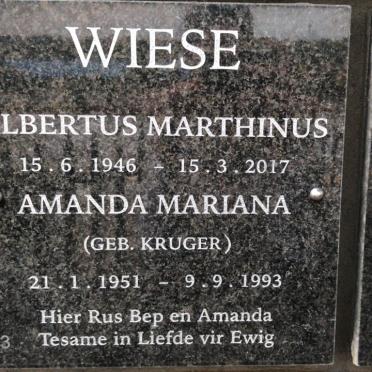 WIESE
LBERTUS MARTHINUS
15.6.1946 - 15.3.2017
AMANDA MARIANA
(GEB. KRUGER)
21.1.1951 - 9.9.1993
Hier Rus Bep en Amanda
3 Tesame in Liefde vir Ewig